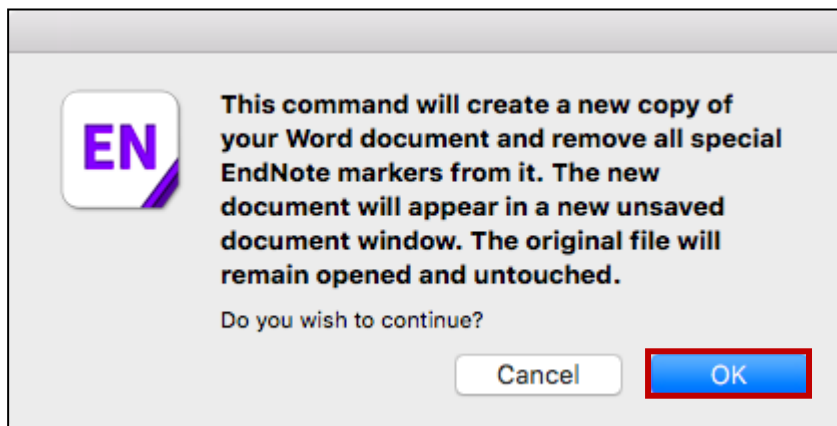 EN
This command will create a new copy of
your Word document and remove all special
EndNote markers from it. The new
document will appear in a new unsaved
document window. The original file will
remain opened and untouched.
Do you wish to continue?
Cancel
OK